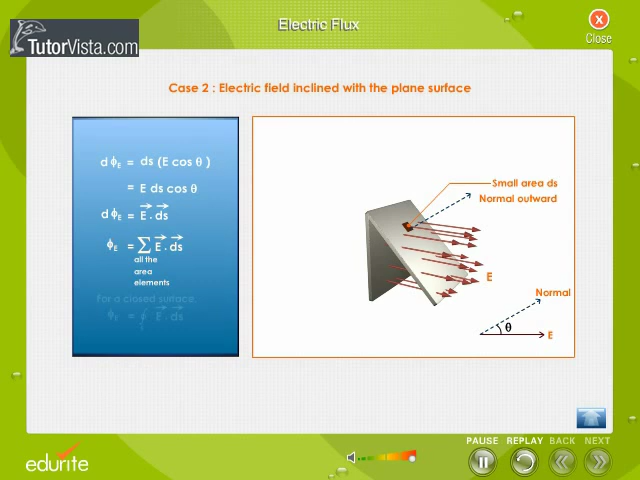 Electric Flux
TutorVista.com
Close
Case 2 : Electric field inclined with the plane surface
dϕE = ds (E cos θ )
= E ds cos θ
dϕE = E . ds
ϕE = ∑ E . ds
all the
area
elements
For a closed surface,
ϕE = ∮ E . ds
s
Small area ds
Normal outward
E
Normal
θ
E
PAUSE REPLAY BACK NEXT
edurite